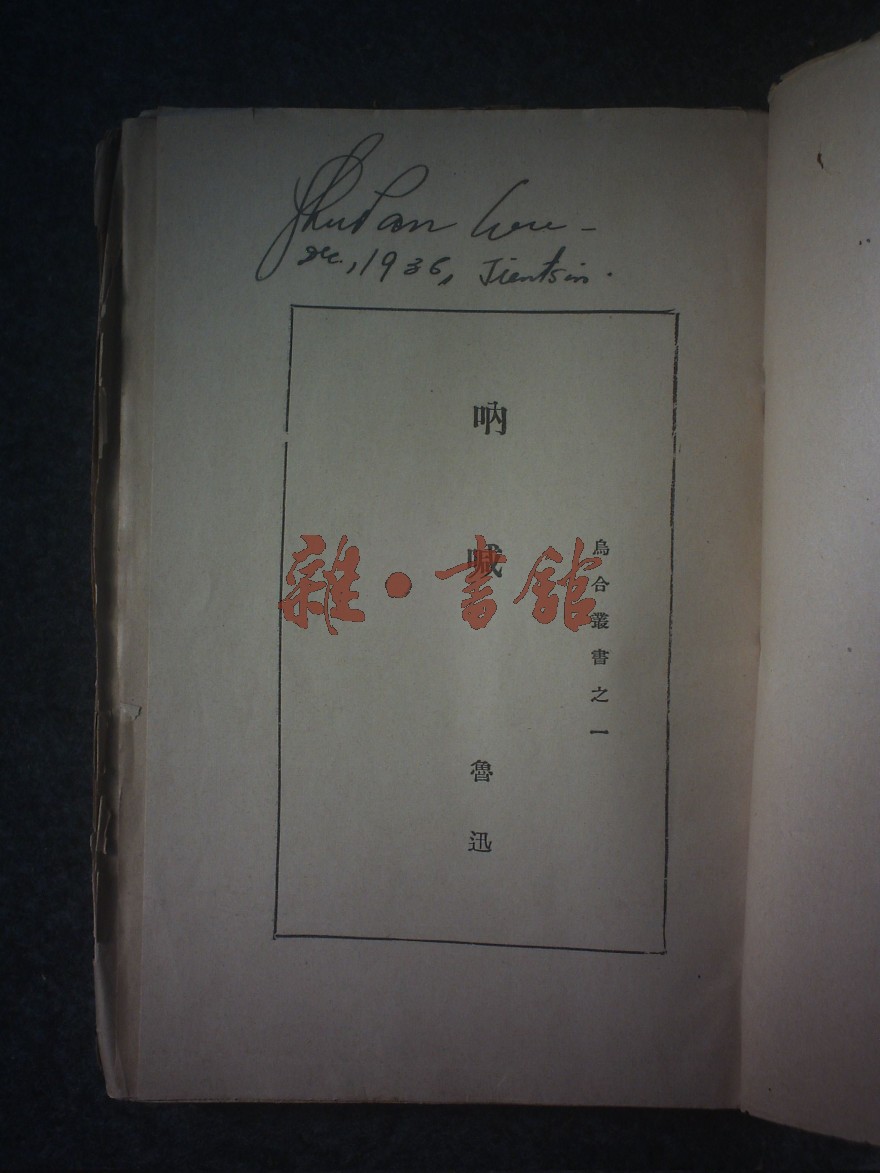 Dec., 1936, Tientsin.
烏合叢書之一
吶喊
魯迅
雜·書館